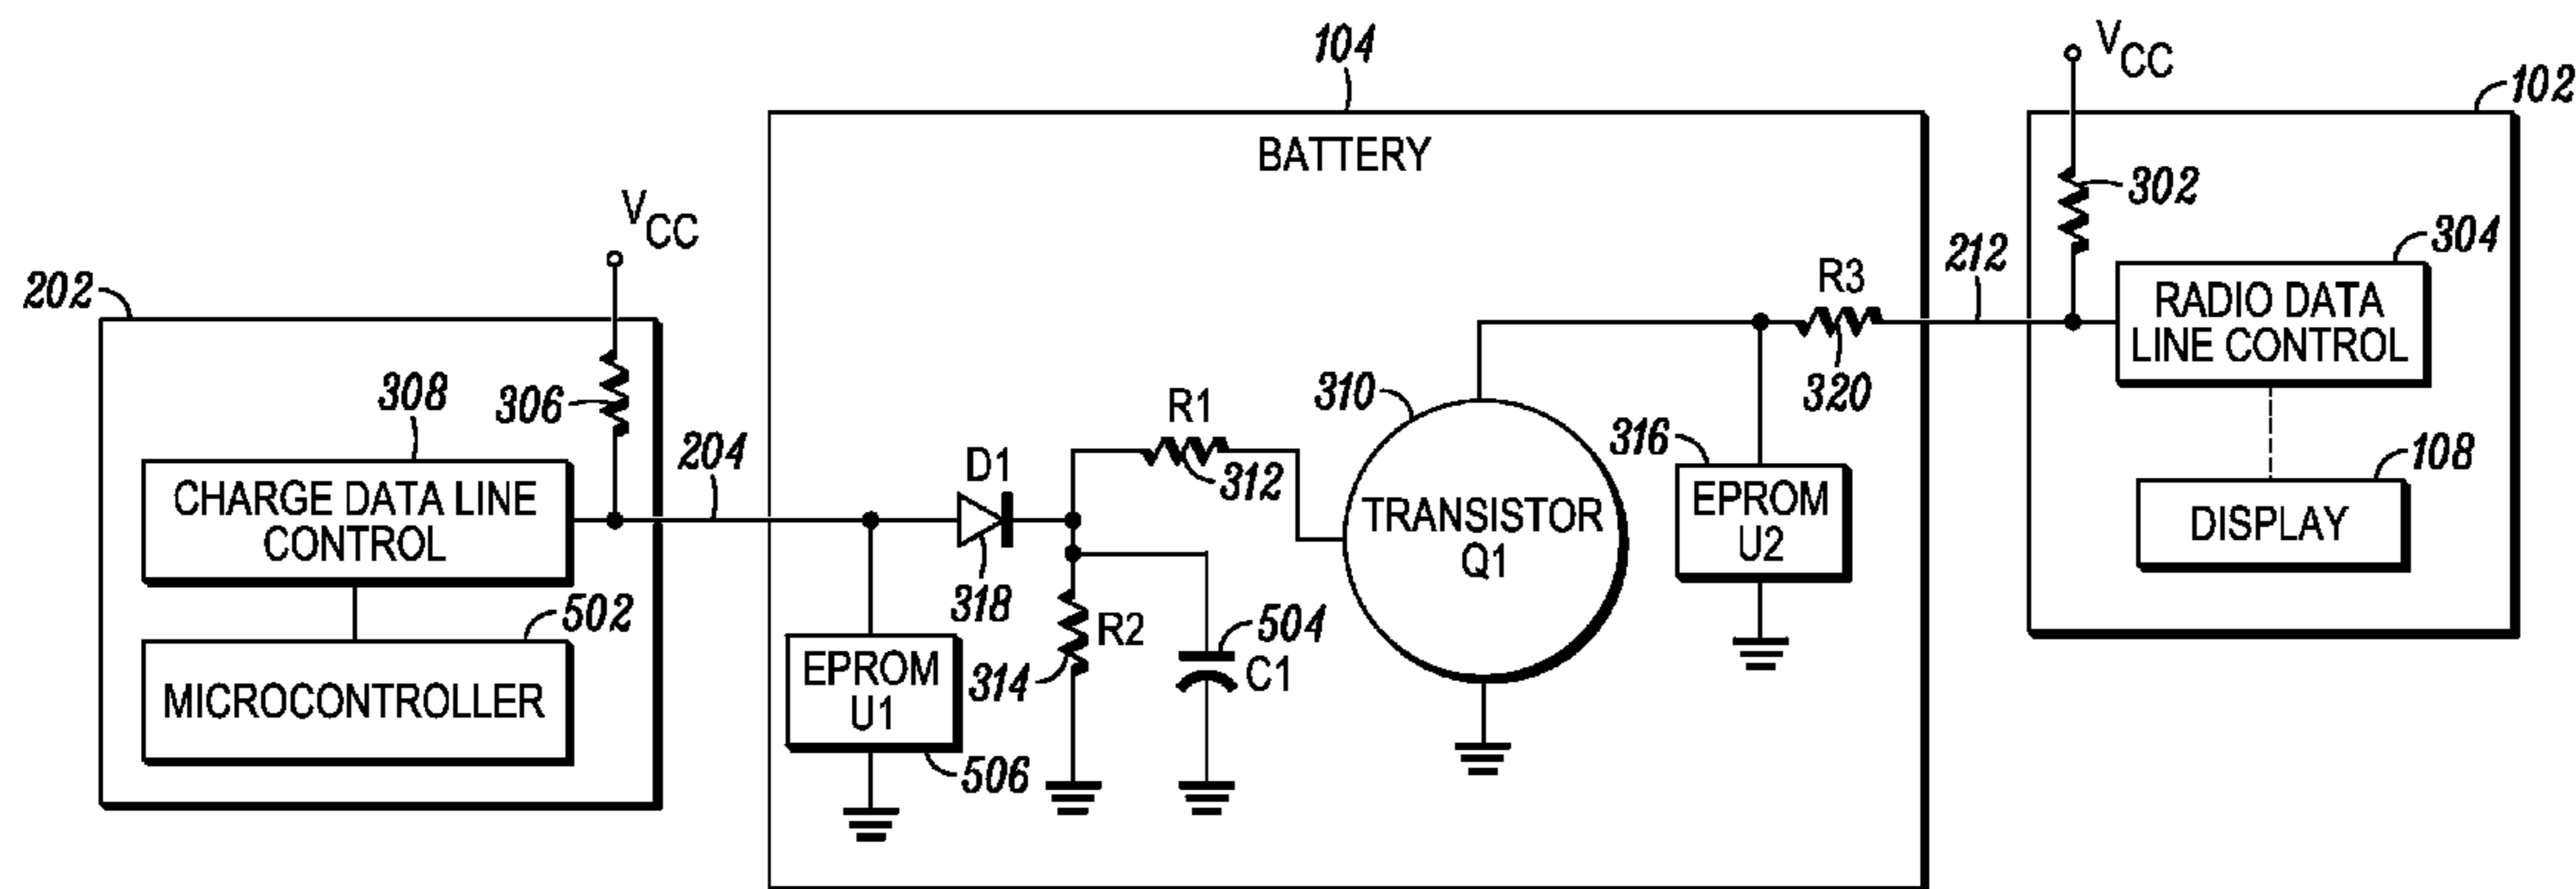 104
BATTERY
VCC
102
302
304
RADIO DATA
LINE CONTROL
212
R3
320
VCC
202
306
308
CHARGE DATA LINE
CONTROL
204
D1
318
R1
312
310
TRANSISTOR
Q1
316
EPROM
U2
108
DISPLAY
502
MICROCONTROLLER
EPROM
U1
506
314
R2
504
C1